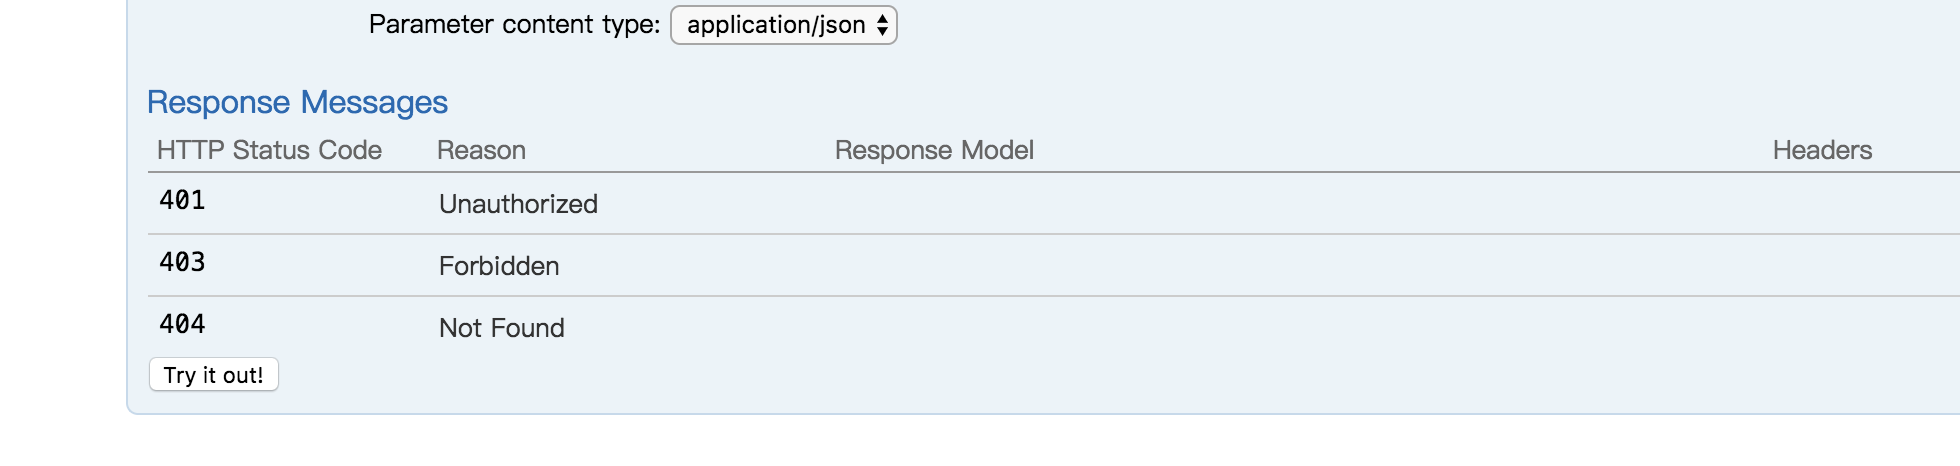 Parameter content type: application/json
Response Messages
HTTP Status Code Reason Response Model Headers
401 Unauthorized
403 Forbidden
404 Not Found
Try it out!